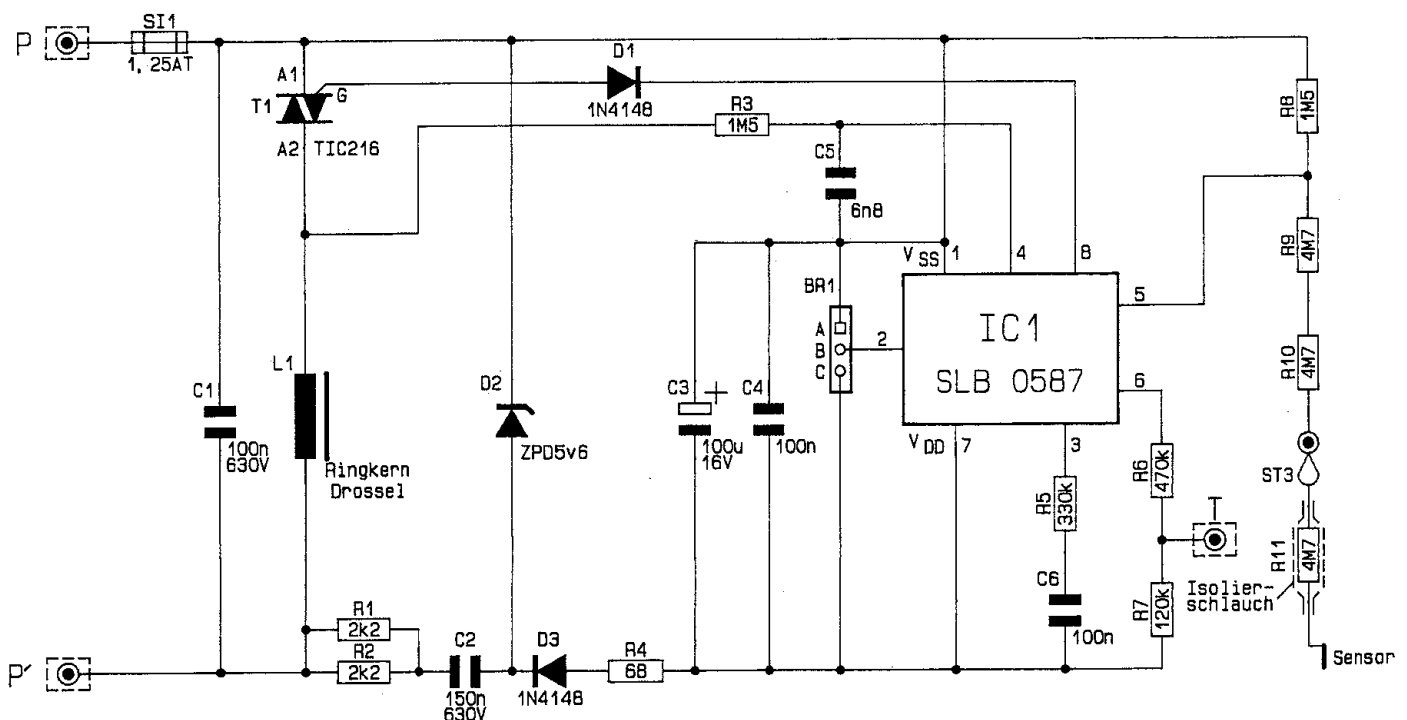 P
SI1
1,25AT
A1
T1
G
A2
TIC216
D1
1N4148
R3
1M5
C5
6n8
R8
1M5
R9
4M7
R10
4M7
ST3
R11
4M7
Isolier-
schlauch
Sensor
VSS
1
4
8
5
6
2
VDD
7
3
IC1
SLB 0587
BR1
A
B
C
C1
100n
630V
L1
Ringkern
Drossel
D2
ZPD5v6
C3
+
100u
16V
C4
100n
R5
330k
C6
100n
R6
470k
T
R7
120k
P'
R1
2k2
R2
2k2
C2
150n
630V
D3
1N4148
R4
68